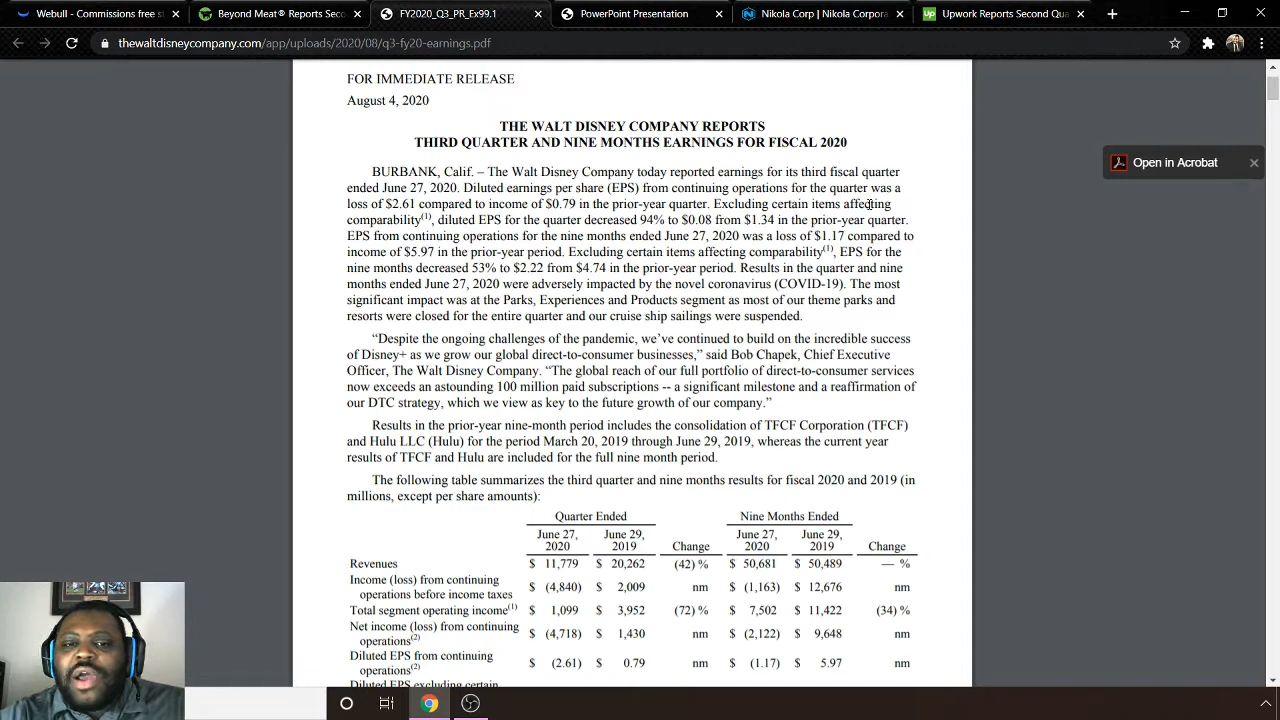 Webull - Commissions free st
Beyond Meat® Reports Seco
FY2020_Q3_PR_Ex99.1
PowerPoint Presentation
Nikola Corp | Nikola Corpora
Upwork Reports Second Qua
thewaltdisneycompany.com/app/uploads/2020/08/q3-fy20-earnings.pdf
Open in Acrobat
FOR IMMEDIATE RELEASE
August 4, 2020
THE WALT DISNEY COMPANY REPORTS
THIRD QUARTER AND NINE MONTHS EARNINGS FOR FISCAL 2020
BURBANK, Calif. – The Walt Disney Company today reported earnings for its third fiscal quarter
ended June 27, 2020. Diluted earnings per share (EPS) from continuing operations for the quarter was a
loss of $2.61 compared to income of $0.79 in the prior-year quarter. Excluding certain items affecting
comparability(1), diluted EPS for the quarter decreased 94% to $0.08 from $1.34 in the prior-year quarter.
EPS from continuing operations for the nine months ended June 27, 2020 was a loss of $1.17 compared to
income of $5.97 in the prior-year period. Excluding certain items affecting comparability(1), EPS for the
nine months decreased 53% to $2.22 from $4.74 in the prior-year period. Results in the quarter and nine
months ended June 27, 2020 were adversely impacted by the novel coronavirus (COVID-19). The most
significant impact was at the Parks, Experiences and Products segment as most of our theme parks and
resorts were closed for the entire quarter and our cruise ship sailings were suspended.
“Despite the ongoing challenges of the pandemic, we’ve continued to build on the incredible success
of Disney+ as we grow our global direct-to-consumer businesses,” said Bob Chapek, Chief Executive
Officer, The Walt Disney Company. “The global reach of our full portfolio of direct-to-consumer services
now exceeds an astounding 100 million paid subscriptions -- a significant milestone and a reaffirmation of
our DTC strategy, which we view as key to the future growth of our company.”
Results in the prior-year nine-month period includes the consolidation of TFCF Corporation (TFCF)
and Hulu LLC (Hulu) for the period March 20, 2019 through June 29, 2019, whereas the current year
results of TFCF and Hulu are included for the full nine month period.
The following table summarizes the third quarter and nine months results for fiscal 2020 and 2019 (in
millions, except per share amounts):
Quarter Ended Nine Months Ended
June 27, June 29, June 27, June 29,
2020 2019 Change 2020 2019 Change
Revenues $ 11,779 $ 20,262 (42) % $ 50,681 $ 50,489 — %
Income (loss) from continuing
operations before income taxes $ (4,840) $ 2,009 nm $ (1,163) $ 12,676 nm
Total segment operating income(1) $ 1,099 $ 3,952 (72) % $ 7,502 $ 11,422 (34) %
Net income (loss) from continuing
operations(2) $ (4,718) $ 1,430 nm $ (2,122) $ 9,648 nm
Diluted EPS from continuing
operations(2) $ (2.61) $ 0.79 nm $ (1.17) $ 5.97 nm
Diluted EPS excluding certain